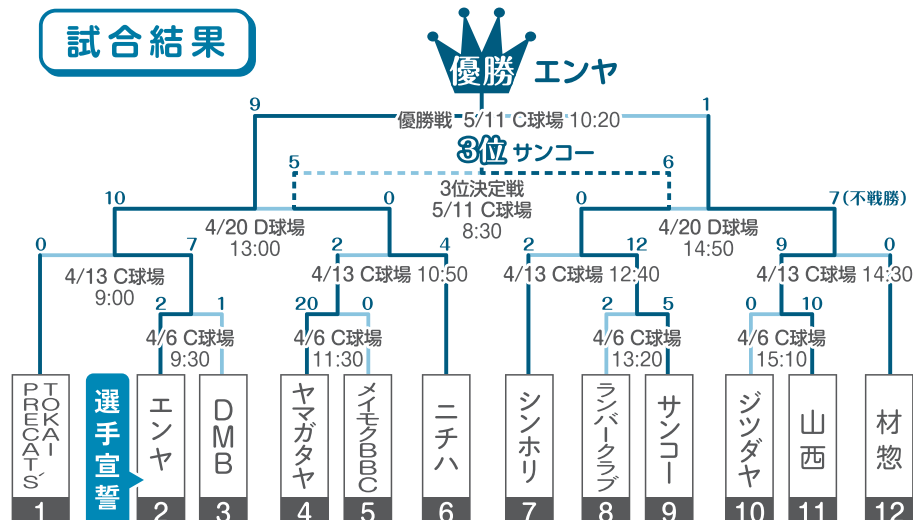 試合結果
優勝 エンヤ
9
1
優勝戦 5/11 C球場 10:20
3位 サンコー
5
6
3位決定戦
5/11 C球場
8:30
10
0
0
7(不戦勝)
4/20 D球場
13:00
4/20 D球場
14:50
0
7
2
4
2
12
9
0
4/13 C球場
9:00
4/13 C球場 10:50
4/13 C球場 12:40
4/13 C球場 14:30
2
1
20
0
2
5
0
10
4/6 C球場
9:30
4/6 C球場
11:30
4/6 C球場
13:20
4/6 C球場
15:10
TOKAI
PRECAT'S
選手宣誓
エンヤ
DMB
ヤマガタヤ
メイモクBBC
ニチハ
シンホリ
ランバークラブ
サンコー
ジツダヤ
山西
材惣
1
2
3
4
5
6
7
8
9
10
11
12